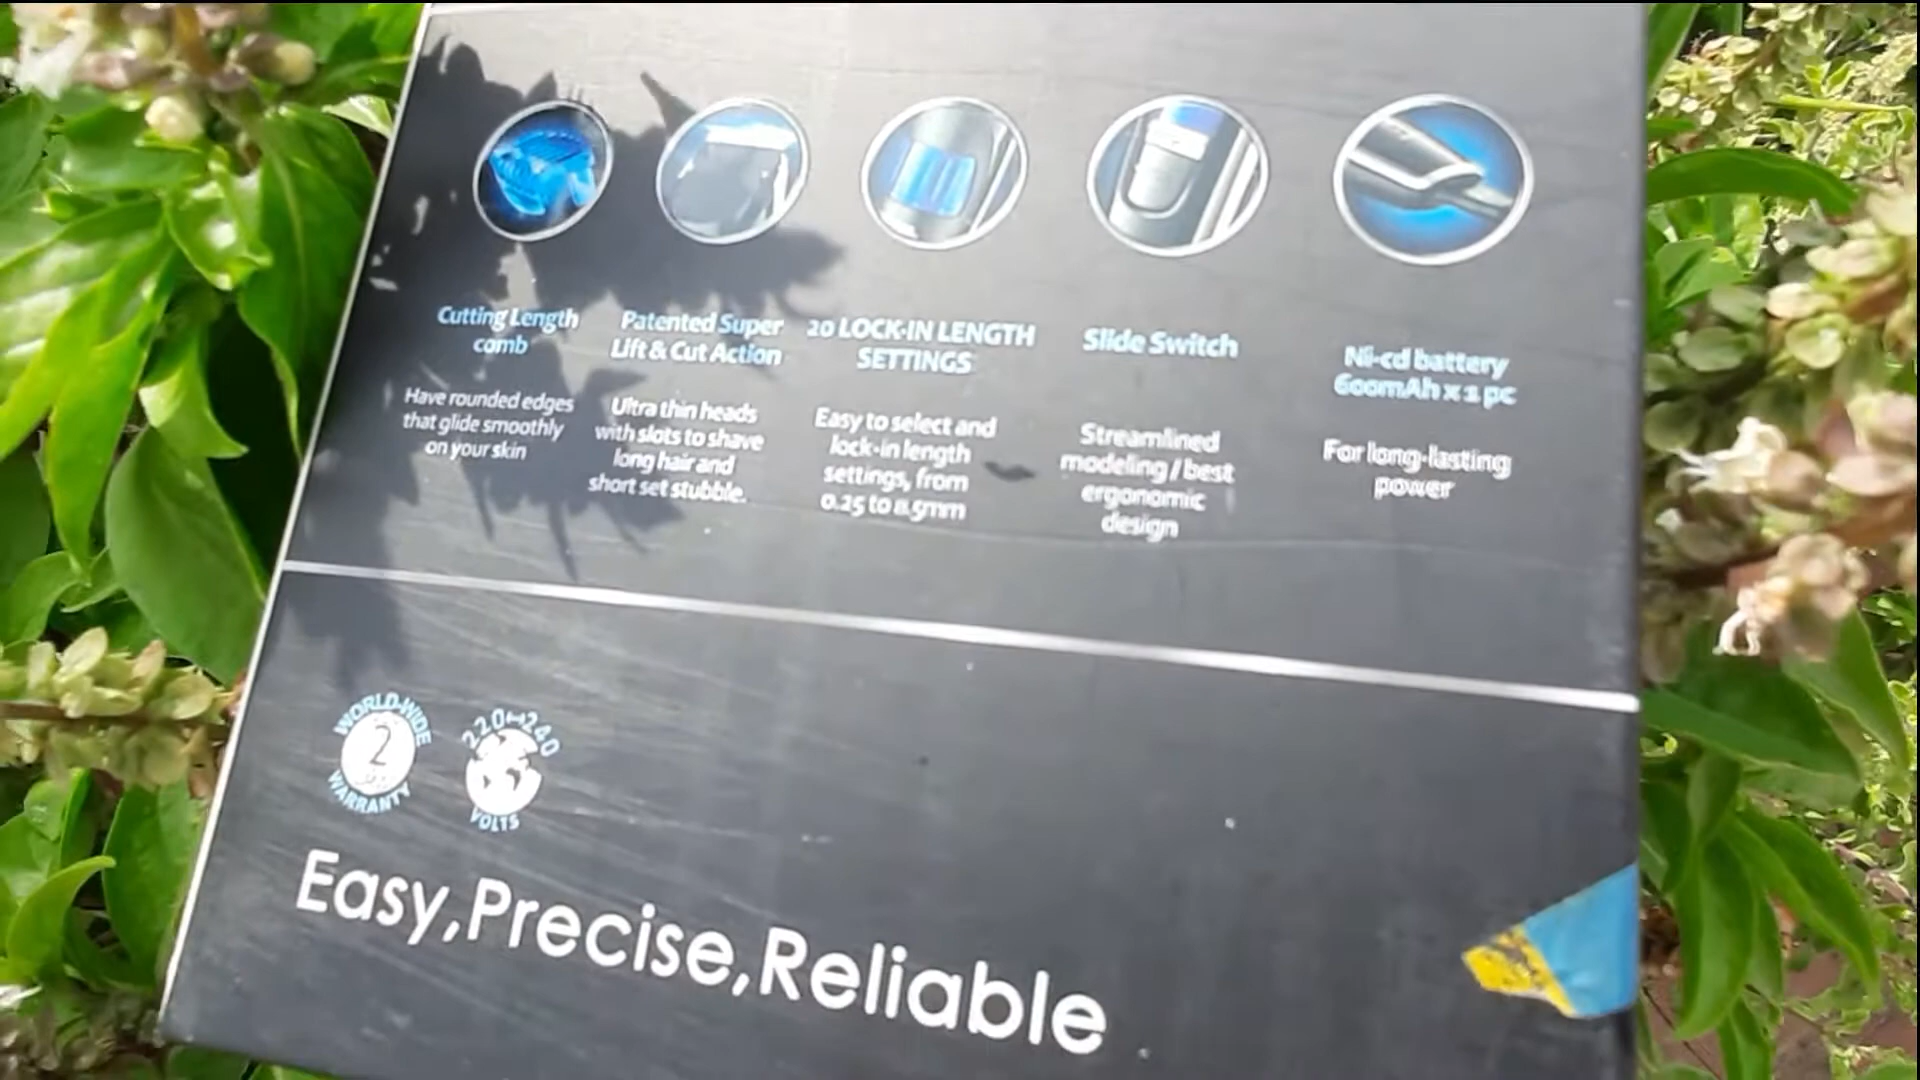 Cutting Length
comb
Have rounded edges
that glide smoothly
on your skin
Patented Super
Lift & Cut Action
Ultra thin heads
with slots to shave
long hair and
short set stubble.
20 LOCK-IN LENGTH
SETTINGS
Easy to select and
lock-in length
settings, from
0.25 to 8.5mm
Slide Switch
Streamlined
modeling / best
ergonomic
design
Ni-cd battery
600mAh x 1 pc
For long-lasting
power
WORLD-WIDE
2
WARRANTY
220-240
VOLTS
Easy,Precise,Reliable